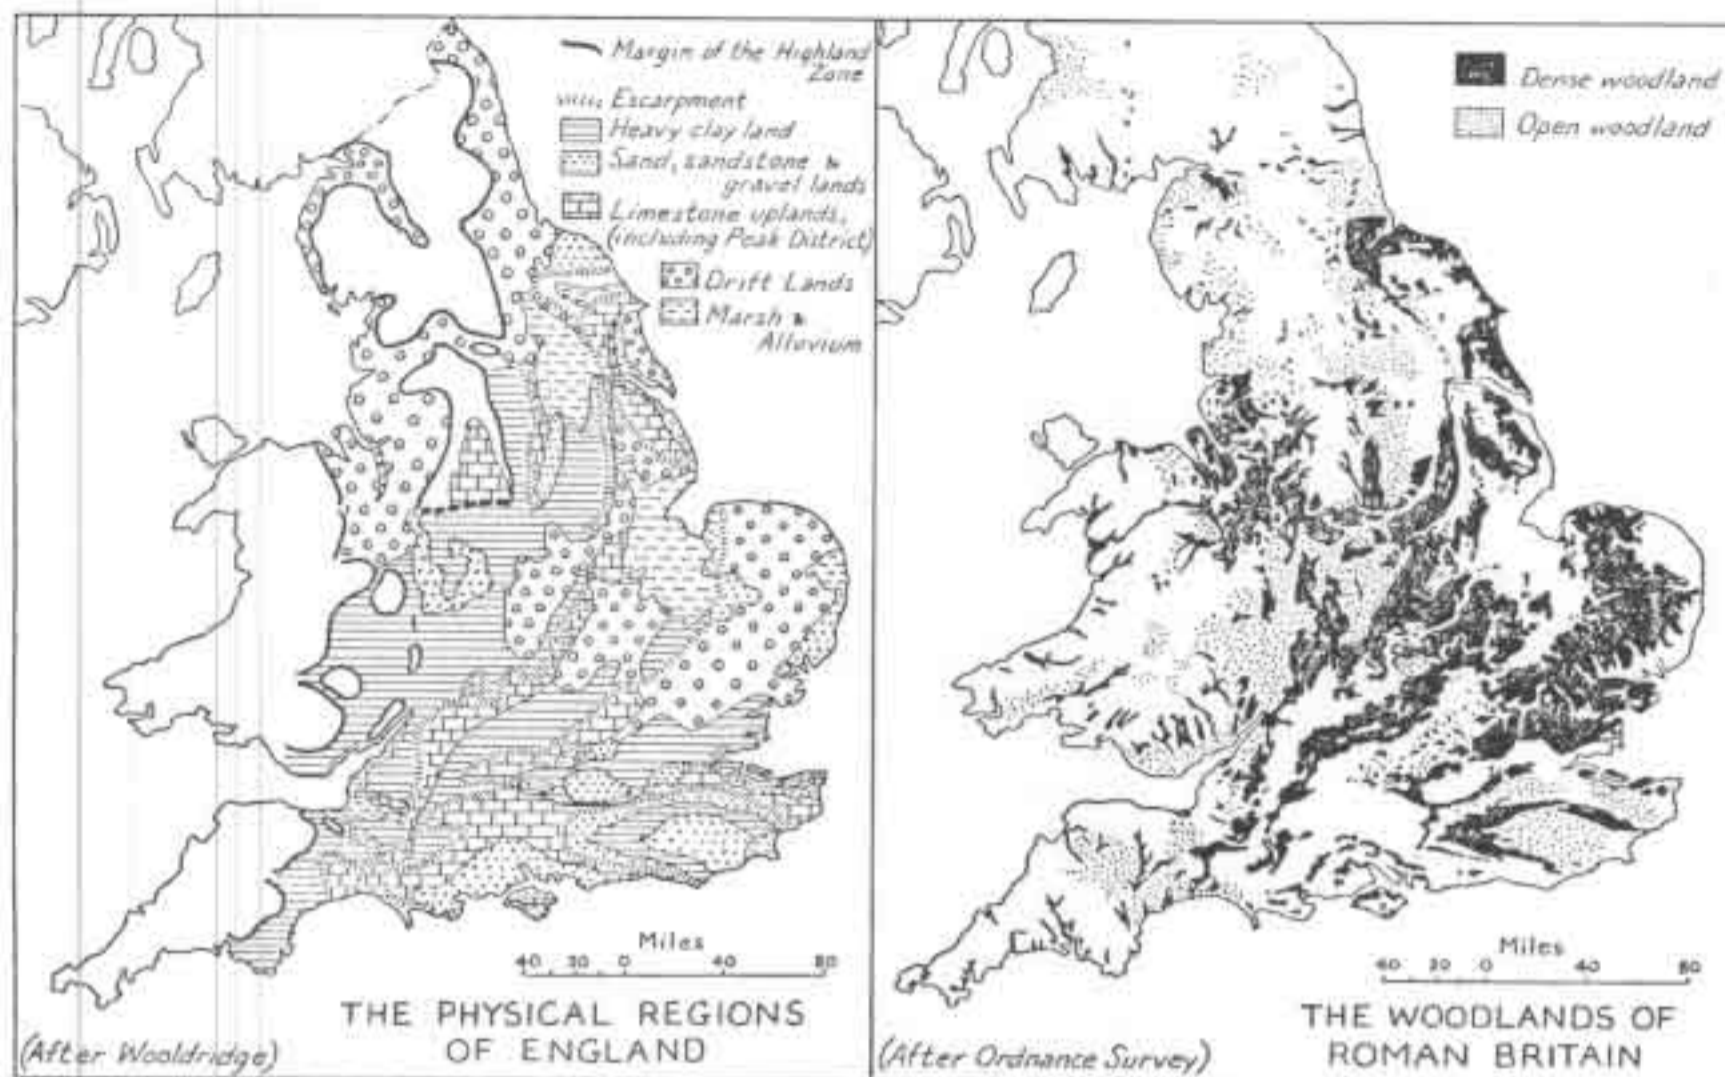 Margin of the Highland
Zone
Escarpment
Heavy clay land
Sand, sandstone &
gravel lands
Limestone uplands,
(including Peak District)
Drift Lands
Marsh &
Alluvium
Miles
40 20 0 40 80
THE PHYSICAL REGIONS
OF ENGLAND
(After Wooldridge)
Dense woodland
Open woodland
Miles
40 20 0 40 80
THE WOODLANDS OF
ROMAN BRITAIN
(After Ordnance Survey)